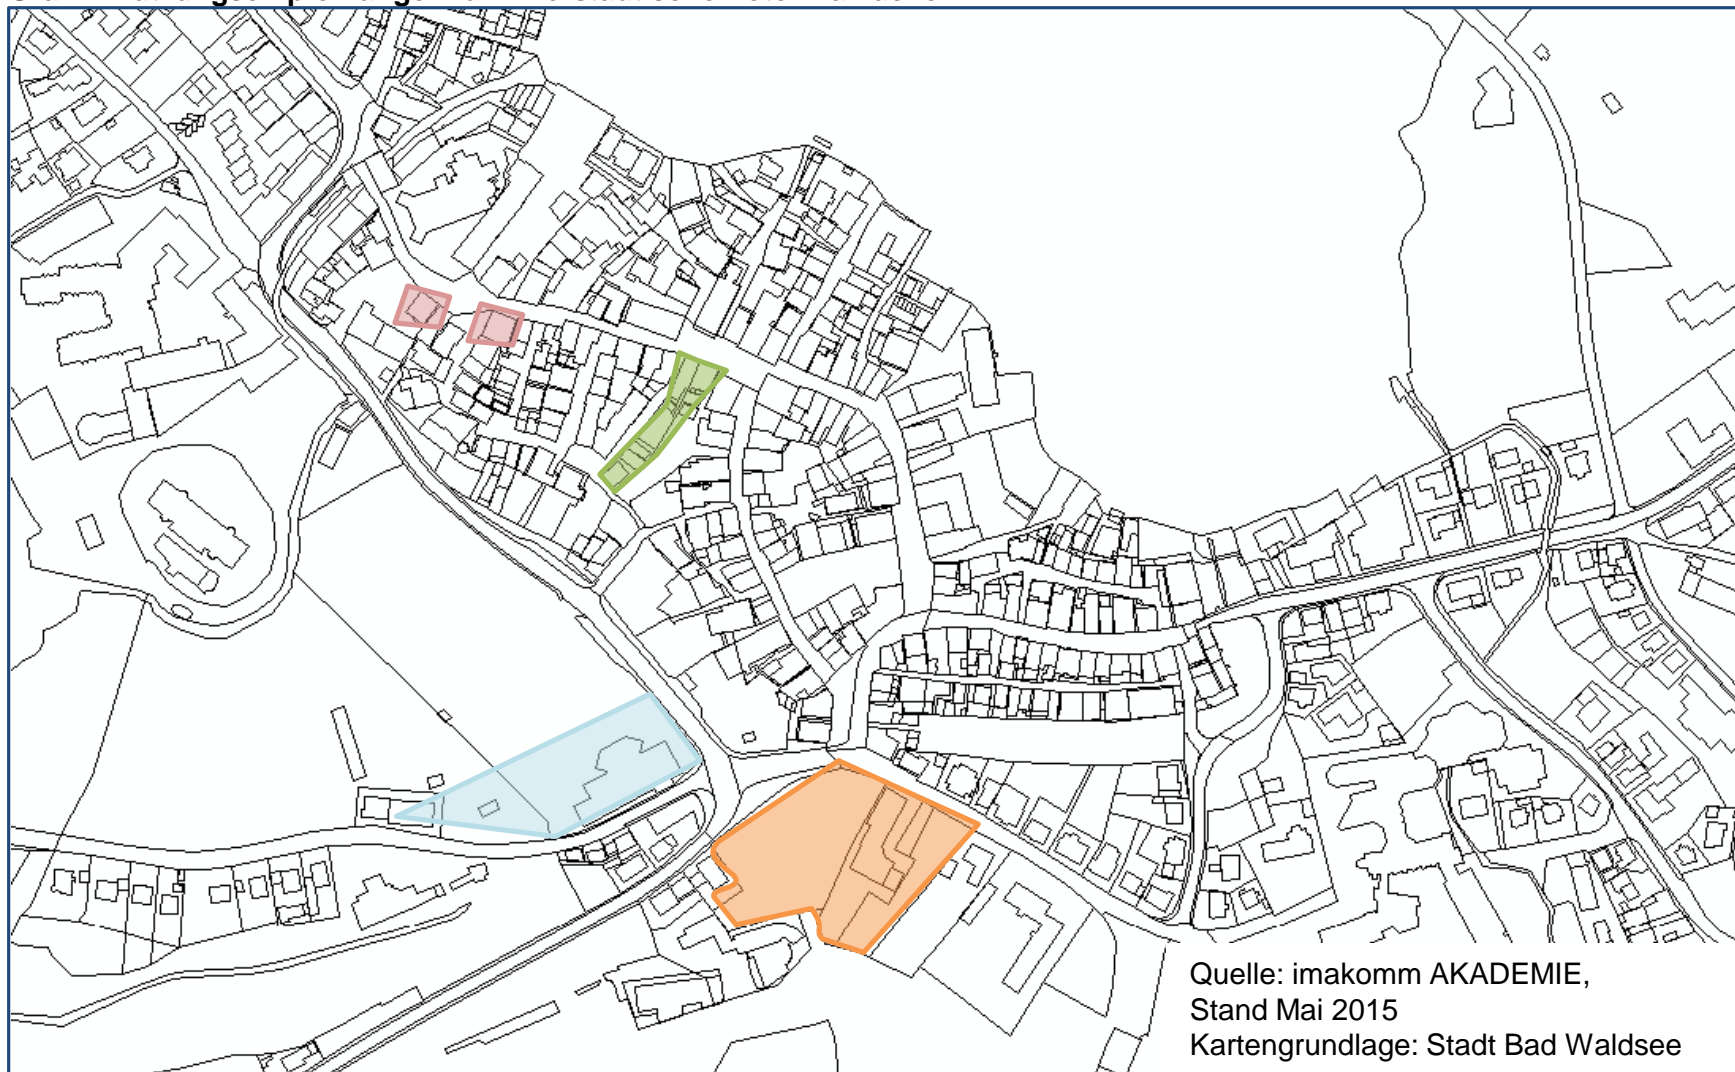 Quelle: imakomm AKADEMIE,
Stand Mai 2015
Kartengrundlage: Stadt Bad Waldsee